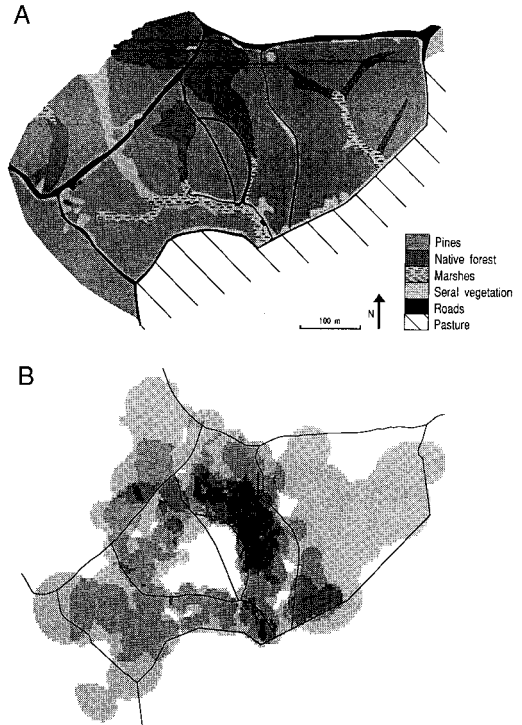 A
Pines
Native forest
Marshes
Seral vegetation
Roads
Pasture
100 m
N
B